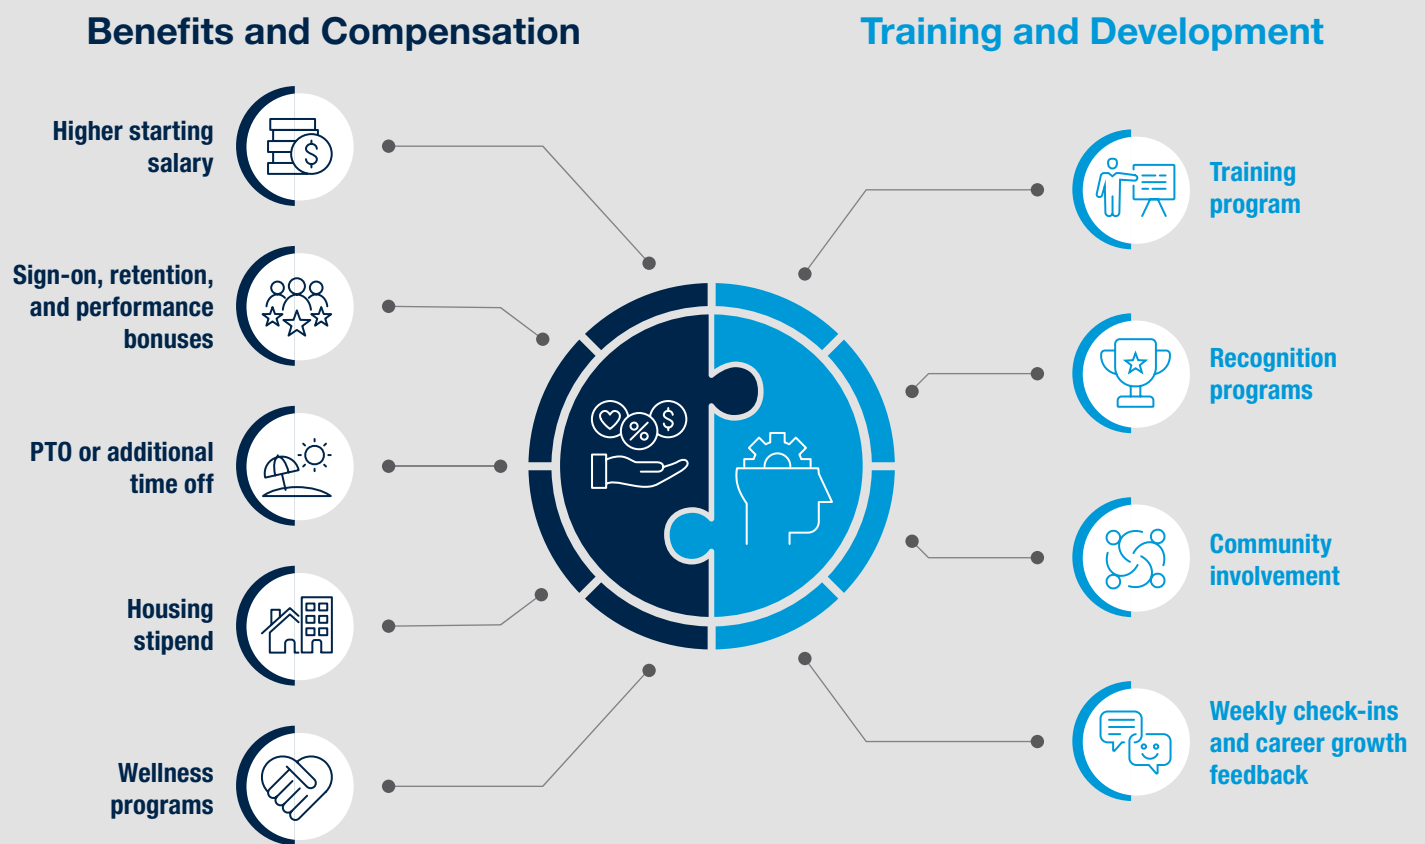 Benefits and Compensation
Higher starting
salary
Sign-on, retention,
and performance
bonuses
PTO or additional
time off
Housing
stipend
Wellness
programs
Training and Development
Training
program
Recognition
programs
Community
involvement
Weekly check-ins
and career growth
feedback
$
$
%